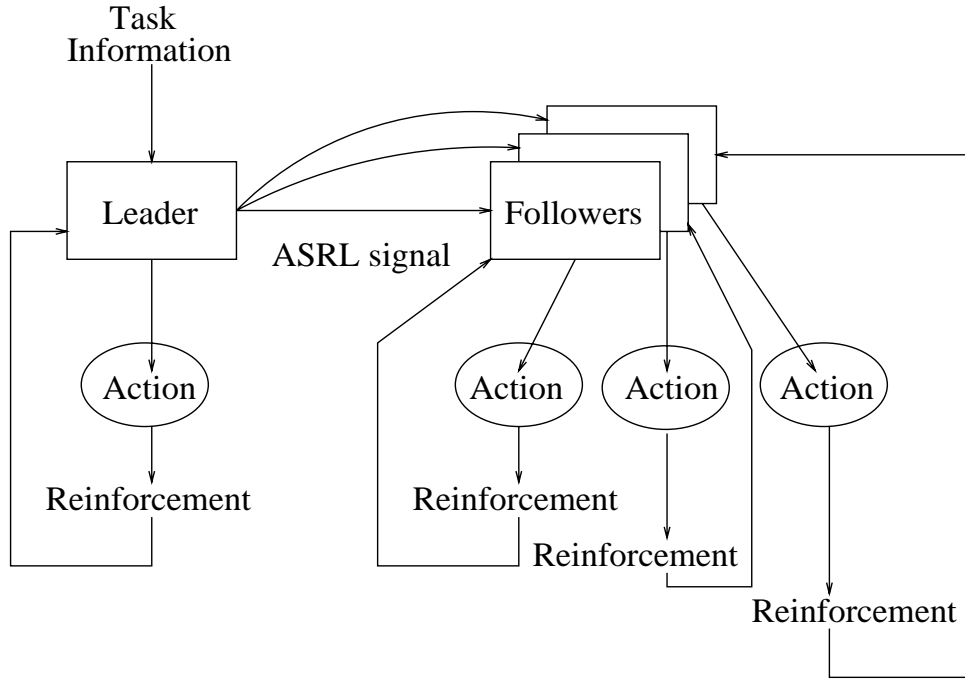 Task
Information
Leader
Followers
ASRL signal
Action
Action
Action
Action
Reinforcement
Reinforcement
Reinforcement
Reinforcement